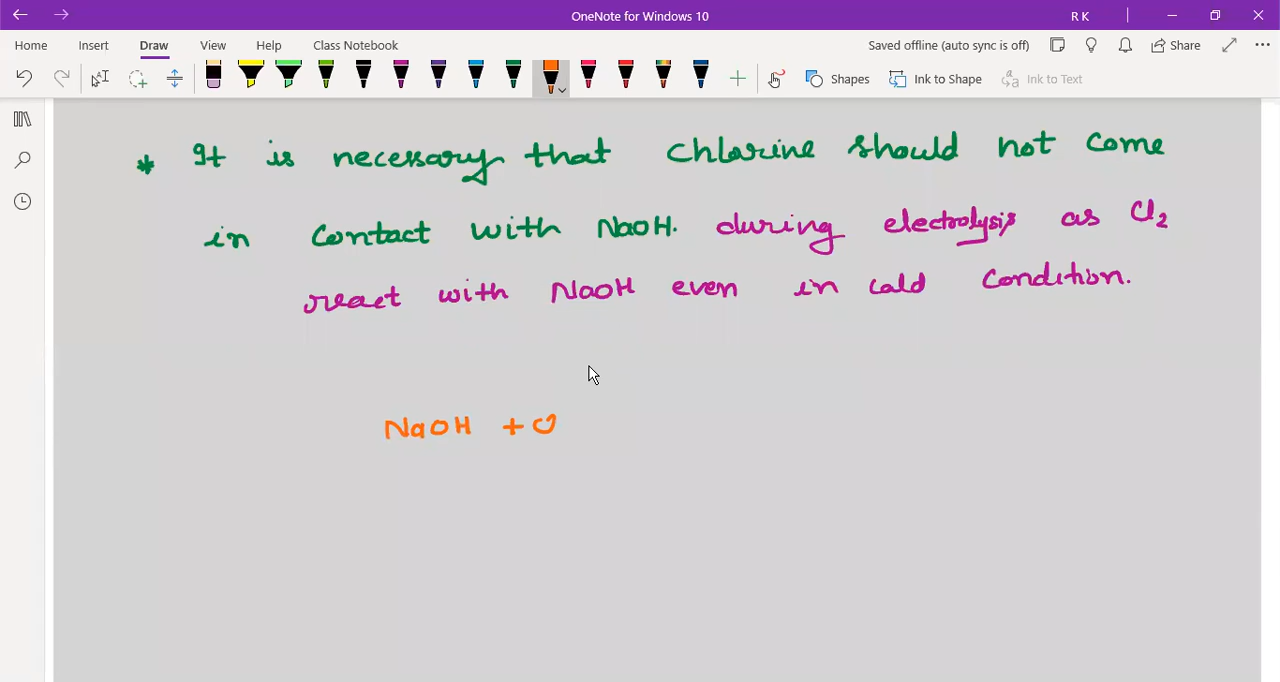 OneNote for Windows 10
R K
Home Insert Draw View Help Class Notebook
Saved offline (auto sync is off) Share
Shapes Ink to Shape Ink to Text
* It is necessary that Chlorine should not come
in contact with NaOH. during electrolysis as Cl2
react with NaOH even in cold Condition.
NaOH +